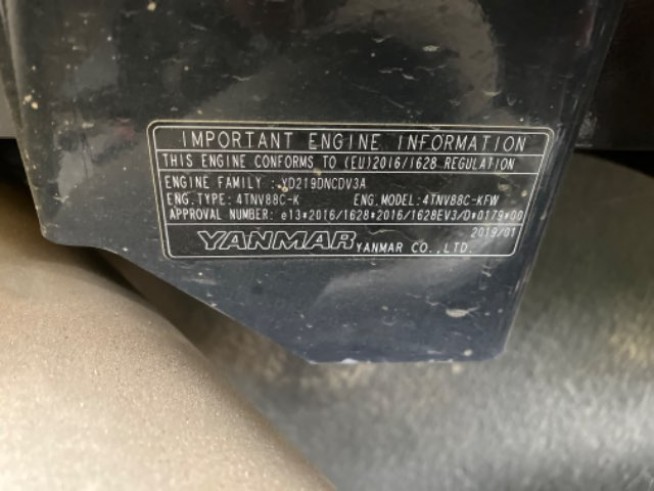 IMPORTANT ENGINE INFORMATION
THIS ENGINE CONFORMS TO (EU)2016/1628 REGULATION
ENGINE FAMILY : XD219DNCDV3A
ENG.TYPE: 4TNV88C-K ENG.MODEL: 4TNV88C-KFW
APPROVAL NUMBER: e13*2016/1628*2016/1628EV3/D*0179*00
2019/01
YANMAR YANMAR CO.,LTD.